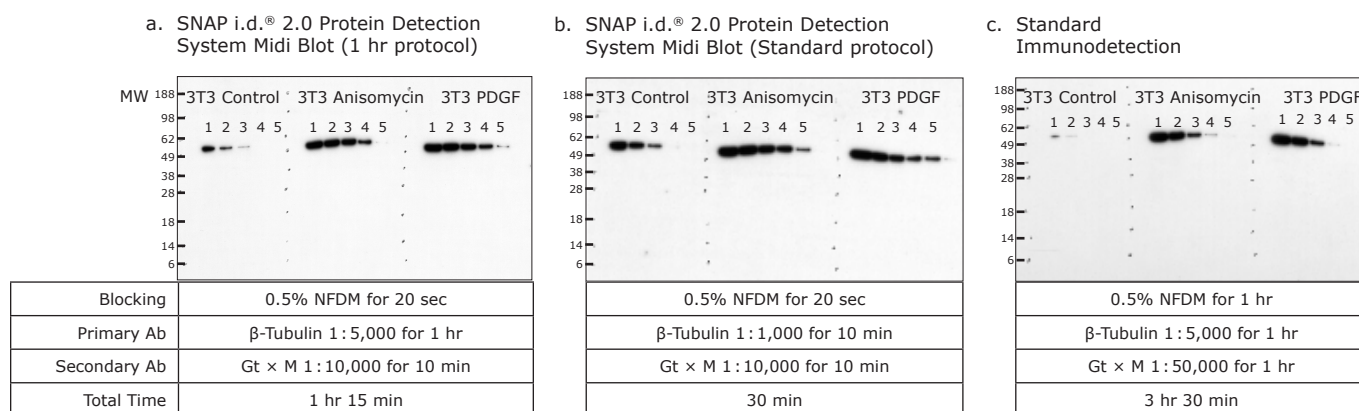 a. SNAP i.d.® 2.0 Protein Detection
System Midi Blot (1 hr protocol)
b. SNAP i.d.® 2.0 Protein Detection
System Midi Blot (Standard protocol)
c. Standard
Immunodetection
MW
188
98
62
49
38
28
18
14
6
3T3 Control 3T3 Anisomycin 3T3 PDGF
1 2 3 4 5 1 2 3 4 5 1 2 3 4 5
188
98
62
49
38
28
18
14
6
3T3 Control 3T3 Anisomycin 3T3 PDGF
1 2 3 4 5 1 2 3 4 5 1 2 3 4 5
188
98
62
49
38
28
18
14
6
3T3 Control 3T3 Anisomycin 3T3 PDGF
1 2 3 4 5 1 2 3 4 5 1 2 3 4 5
Blocking 0.5% NFDM for 20 sec 0.5% NFDM for 20 sec 0.5% NFDM for 1 hr
Primary Ab β-Tubulin 1:5,000 for 1 hr β-Tubulin 1:1,000 for 10 min β-Tubulin 1:5,000 for 1 hr
Secondary Ab Gt × M 1:10,000 for 10 min Gt × M 1:10,000 for 10 min Gt × M 1:50,000 for 1 hr
Total Time 1 hr 15 min 30 min 3 hr 30 min